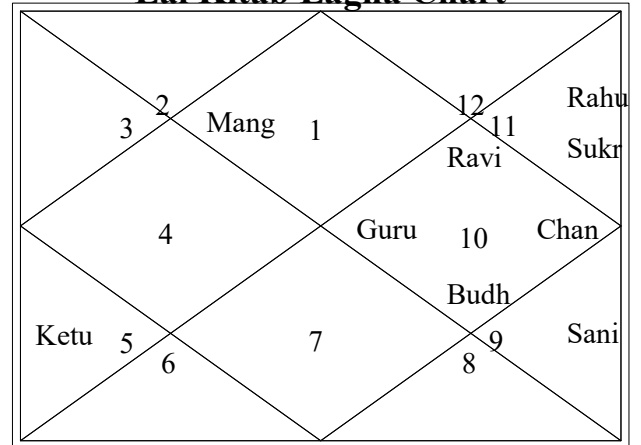 Lal Kitab Lagna Chart
2
12
Rahu
3
Mang
1
11
Ravi
Sukr
4
Guru
10
Chan
Budh
Ketu
5
7
9
Sani
6
8